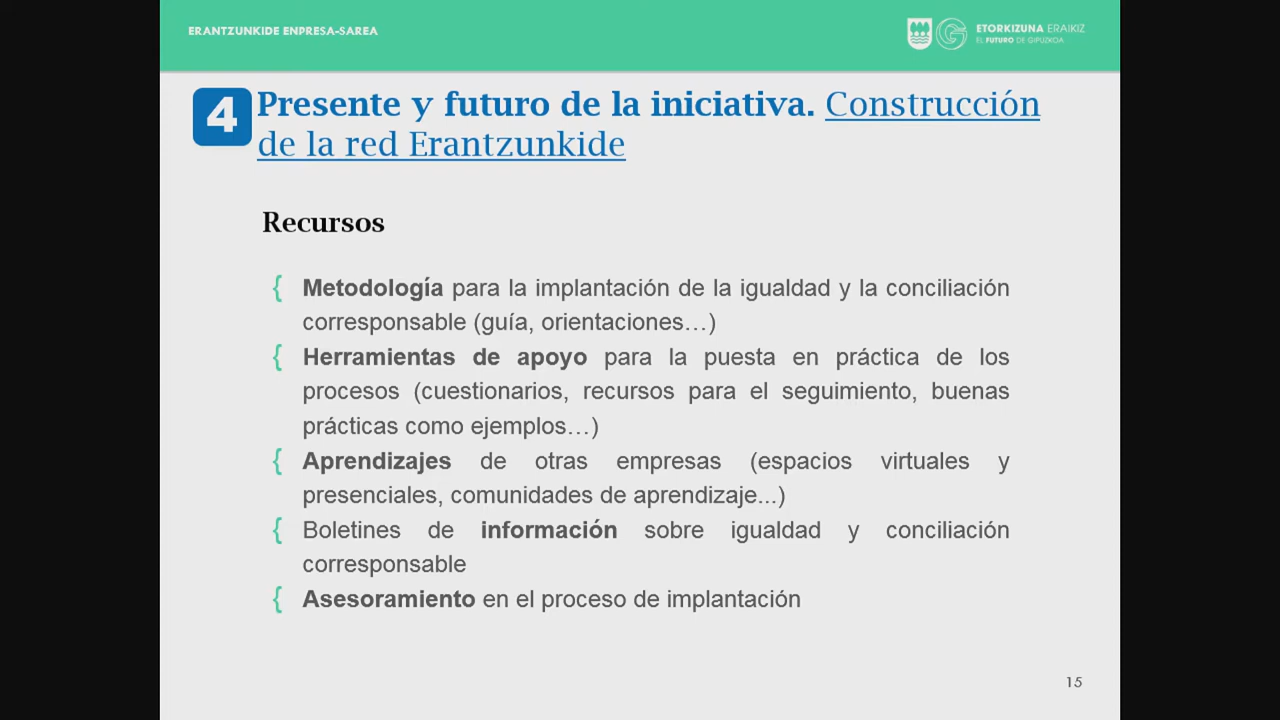 ERANTZUNKIDE ENPRESA-SAREA
ETORKIZUNA ERAIKIZ
EL FUTURO DE GIPUZKOA
4
Presente y futuro de la iniciativa. Construcción
de la red Erantzunkide
Recursos
{ Metodología para la implantación de la igualdad y la conciliación
corresponsable (guía, orientaciones…)
{ Herramientas de apoyo para la puesta en práctica de los
procesos (cuestionarios, recursos para el seguimiento, buenas
prácticas como ejemplos…)
{ Aprendizajes de otras empresas (espacios virtuales y
presenciales, comunidades de aprendizaje...)
{ Boletines de información sobre igualdad y conciliación
corresponsable
{ Asesoramiento en el proceso de implantación
15